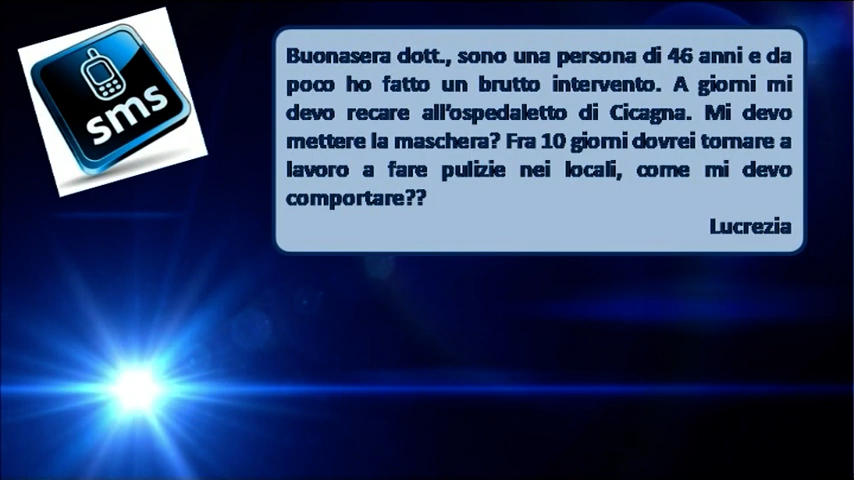 sms
Buonasera dott., sono una persona di 46 anni e da
poco ho fatto un brutto intervento. A giorni mi
devo recare all'ospedaletto di Cicagna. Mi devo
mettere la maschera? Fra 10 giorni dovrei tornare a
lavoro a fare pulizie nei locali, come mi devo
comportare??
Lucrezia